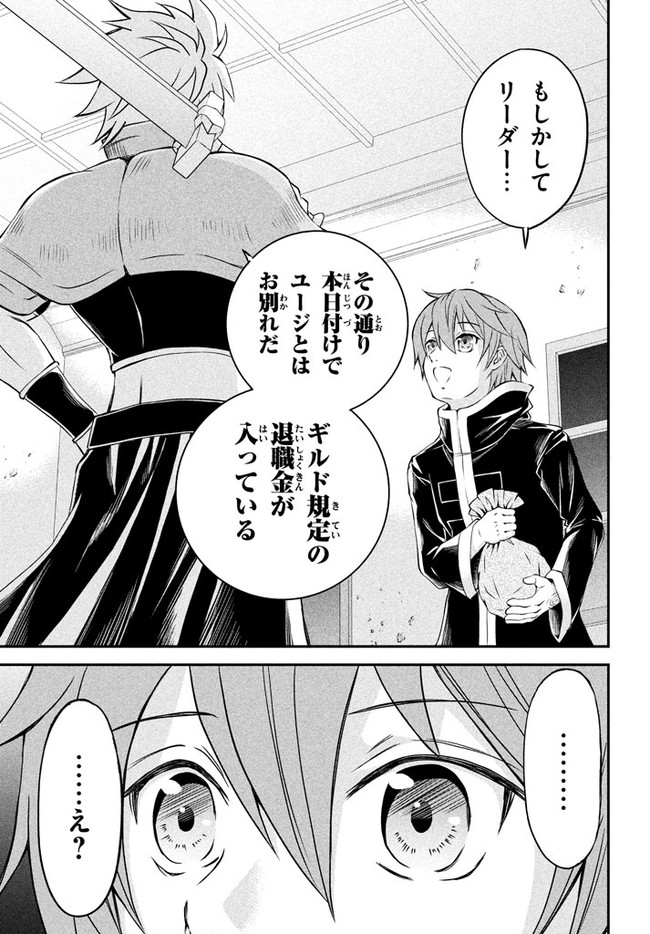 もしかして
リーダー…
その通り
本日付けで
ユージとは
お別れだ
ギルド規定の
退職金が
入っている
………
……え？